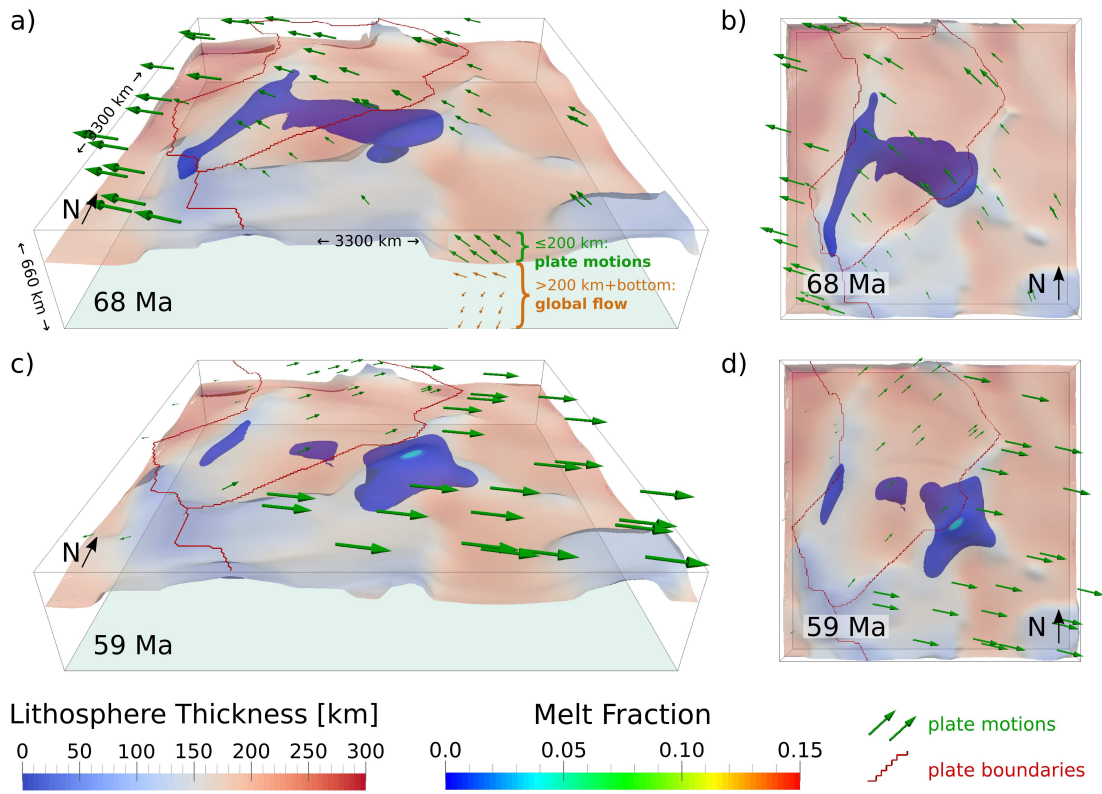 a)
b)
← 3300 km →
N
← 3300 km →
← 660 km →
≤200 km:
plate motions
>200 km+bottom:
global flow
68 Ma
68 Ma
N
c)
d)
N
59 Ma
59 Ma
N
Lithosphere Thickness [km]
0 50 100 150 200 250 300
Melt Fraction
0.0 0.05 0.10 0.15
plate motions
plate boundaries